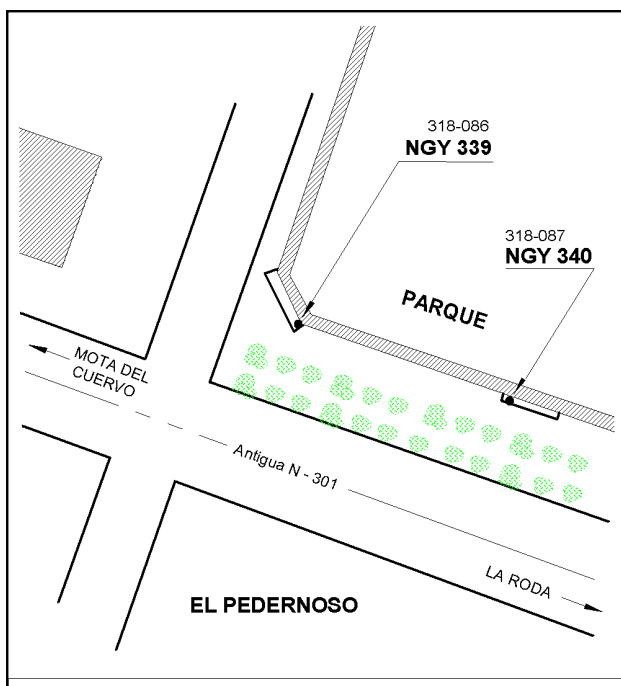 318-086
NGY 339
318-087
NGY 340
PARQUE
MOTA DEL
CUERVO
Antigua N - 301
LA RODA
EL PEDERNOSO